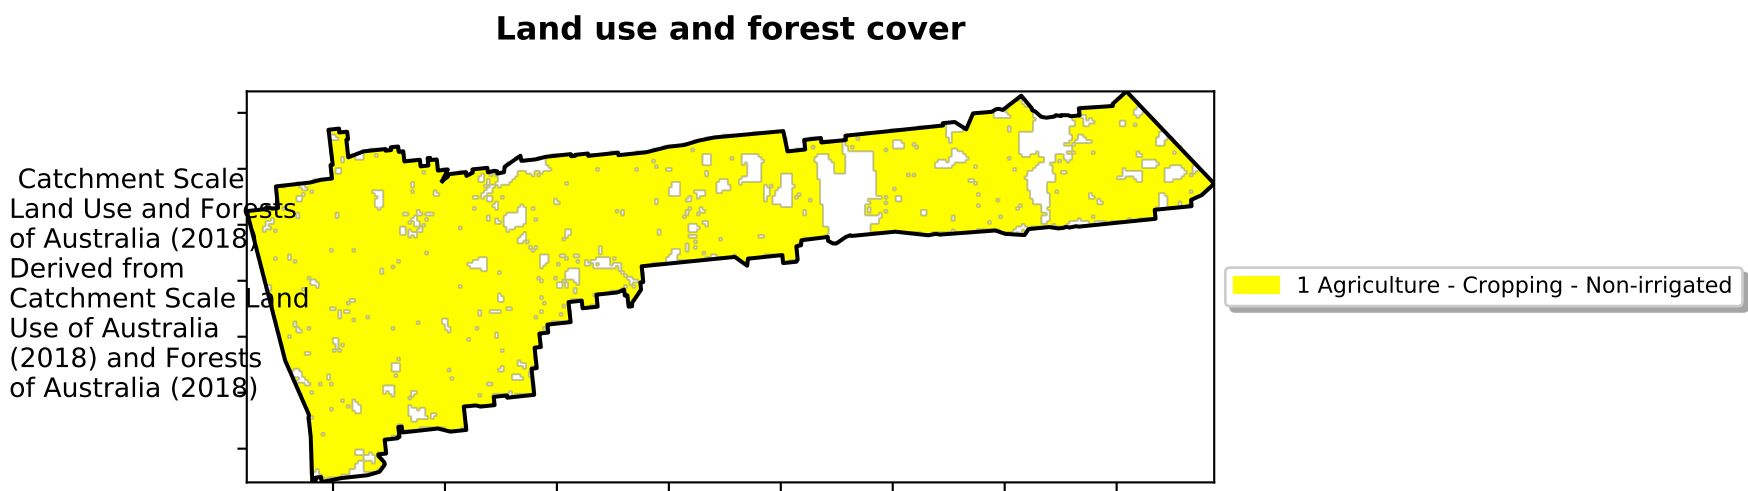 Land use and forest cover
Catchment Scale
Land Use and Forests
of Australia (2018)
Derived from
Catchment Scale Land
Use of Australia
(2018) and Forests
of Australia (2018)
1 Agriculture - Cropping - Non-irrigated